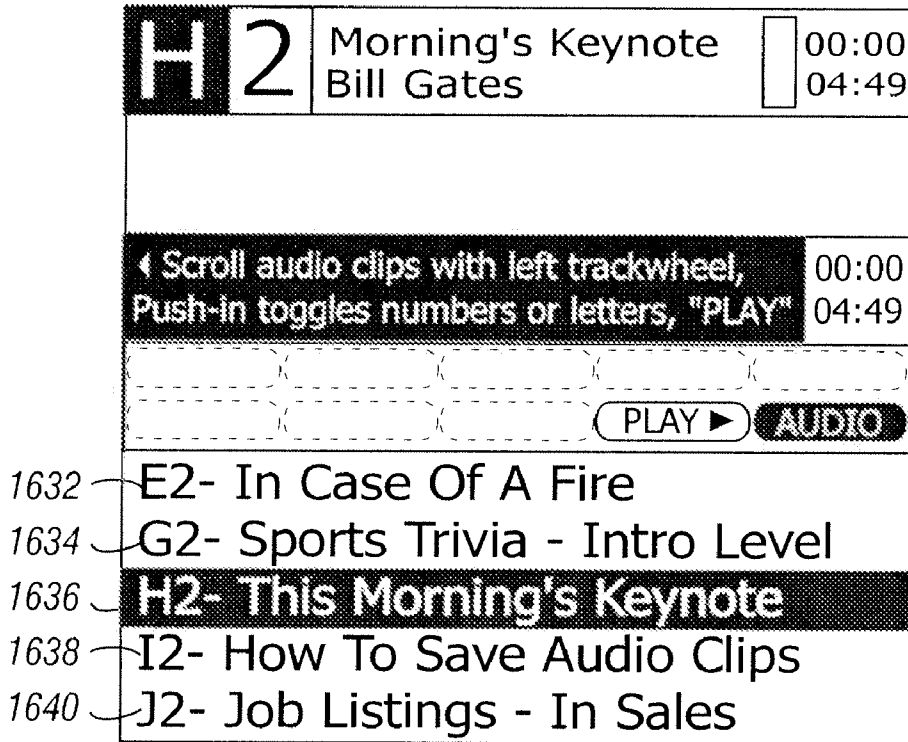 H 2 Morning's Keynote 00:00
Bill Gates 04:49
◀ Scroll audio clips with left trackwheel, 00:00
Push-in toggles numbers or letters, "PLAY" 04:49
PLAY ► AUDIO
1632 E2- In Case Of A Fire
1634 G2- Sports Trivia - Intro Level
1636 H2- This Morning's Keynote
1638 I2- How To Save Audio Clips
1640 J2- Job Listings - In Sales